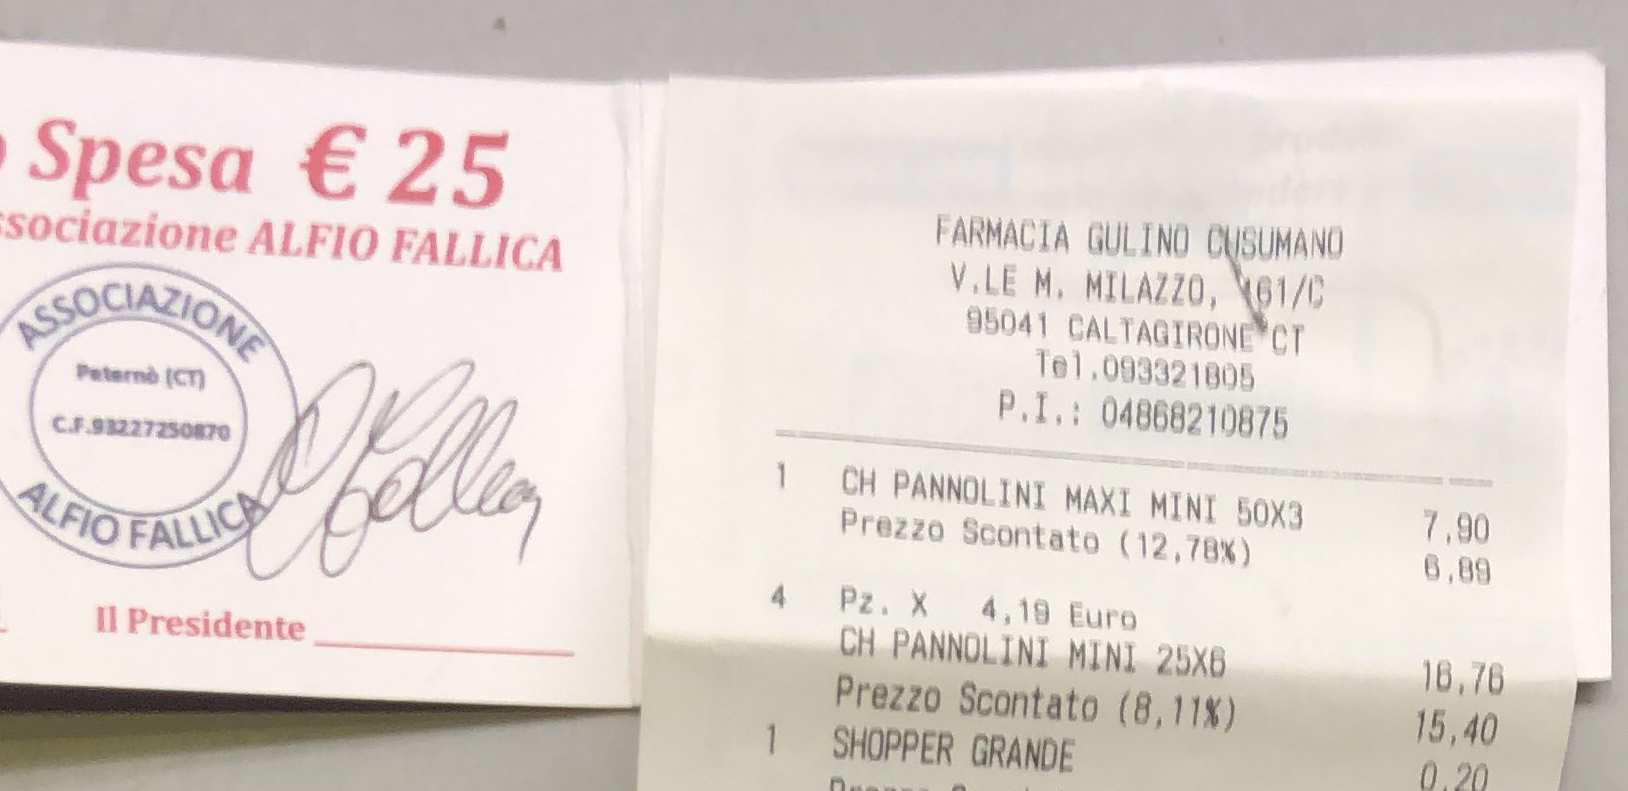 Spesa € 25
ssociazione ALFIO FALLICA
ASSOCIAZIONE
Paternò (CT)
C.F.93227250870
ALFIO FALLICA
Il Presidente
FARMACIA GULINO CUSUMANO
V.LE M. MILAZZO, 161/C
95041 CALTAGIRONE CT
Tel.093321805
P.I.: 04868210875
1 CH PANNOLINI MAXI MINI 50X3 7,90
Prezzo Scontato (12,78%) 6,89
4 Pz. X 4,19 Euro
CH PANNOLINI MINI 25X6 16,76
Prezzo Scontato (8,11%) 15,40
1 SHOPPER GRANDE 0,20